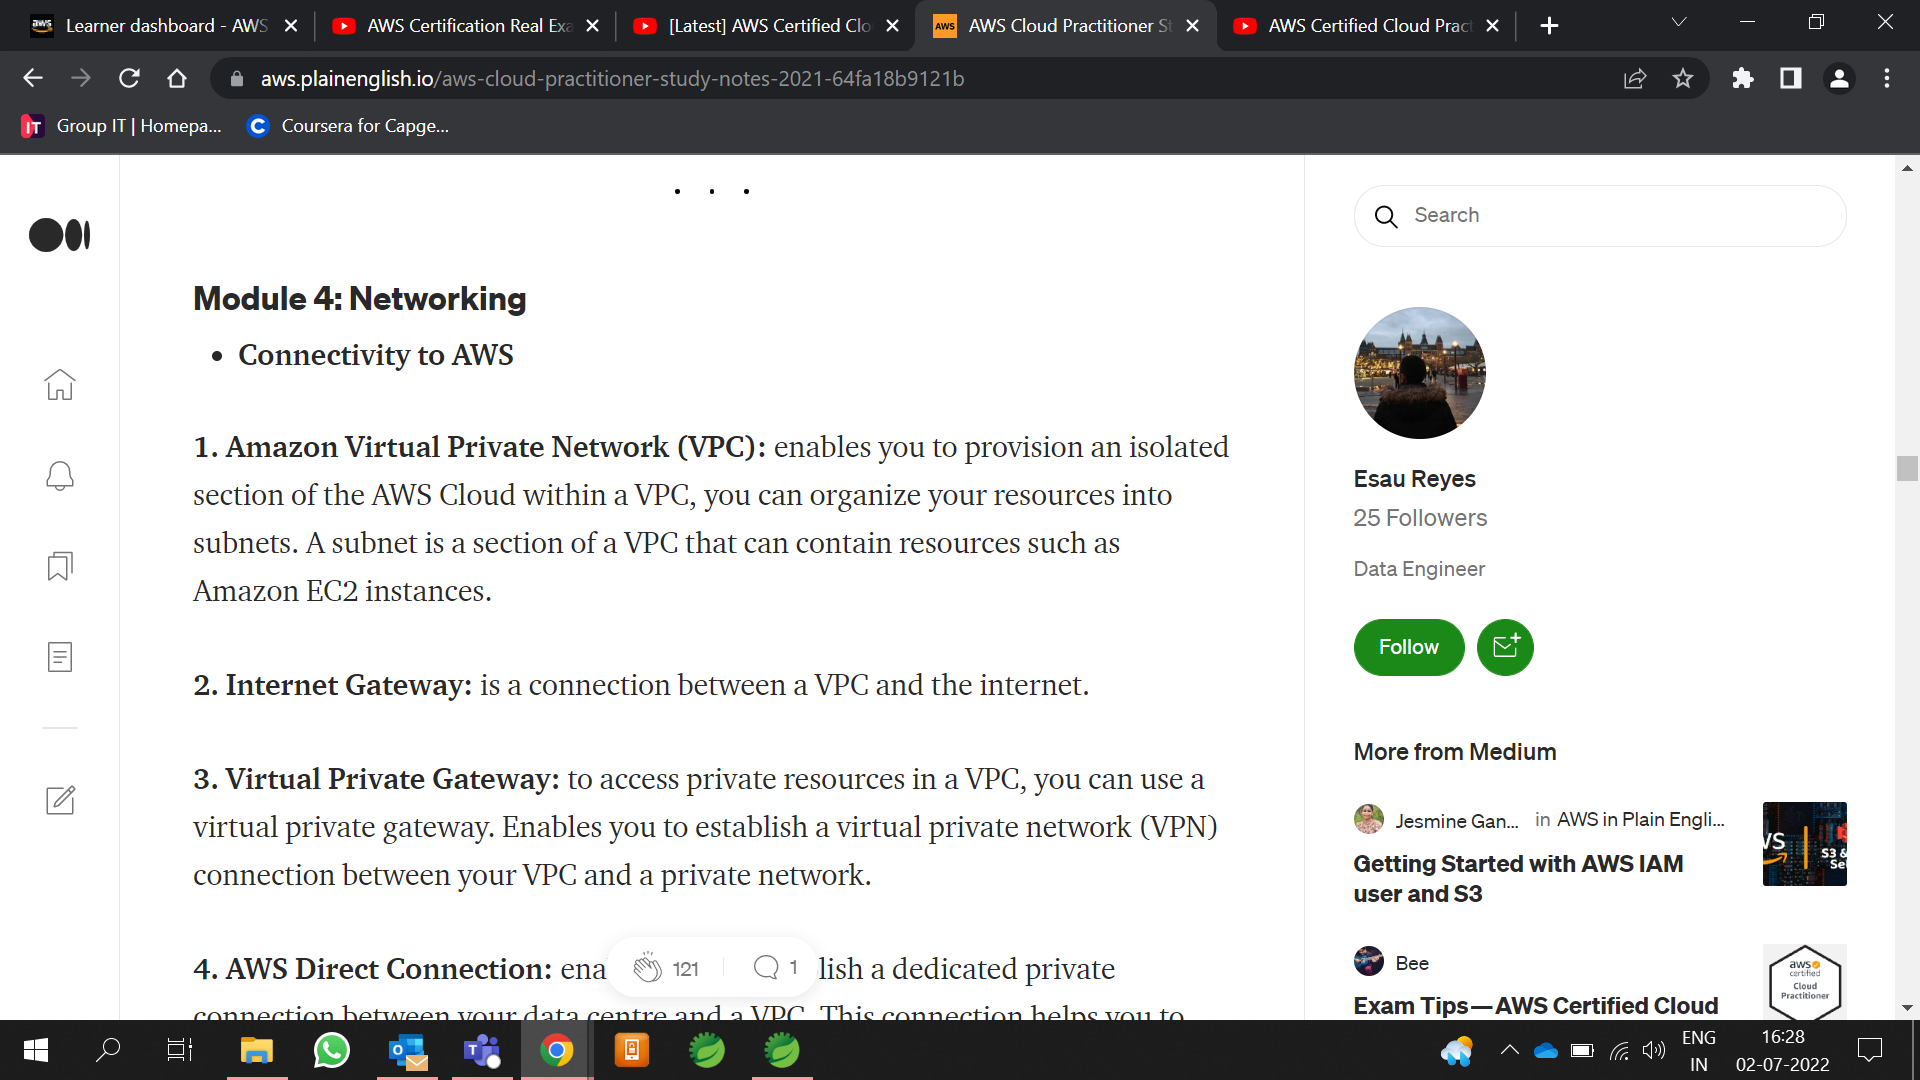 Learner dashboard - AWS
AWS Certification Real Exa
[Latest] AWS Certified Clo
AWS Cloud Practitioner St
AWS Certified Cloud Pract
aws.plainenglish.io/aws-cloud-practitioner-study-notes-2021-64fa18b9121b
Group IT | Homepa...
Coursera for Capge...
Search
Module 4: Networking
• Connectivity to AWS
1. Amazon Virtual Private Network (VPC): enables you to provision an isolated
section of the AWS Cloud within a VPC, you can organize your resources into
subnets. A subnet is a section of a VPC that can contain resources such as
Amazon EC2 instances.
2. Internet Gateway: is a connection between a VPC and the internet.
3. Virtual Private Gateway: to access private resources in a VPC, you can use a
virtual private gateway. Enables you to establish a virtual private network (VPN)
connection between your VPC and a private network.
4. AWS Direct Connection: ena lish a dedicated private
connection between your data centre and a VPC. This connection helps you to
121
1
Esau Reyes
25 Followers
Data Engineer
Follow
More from Medium
Jesmine Gan... in AWS in Plain Engli...
Getting Started with AWS IAM
user and S3
VS
S3 &
Se
Bee
Exam Tips — AWS Certified Cloud
aws
certified
Cloud
Practitioner
ENG
IN
16:28
02-07-2022